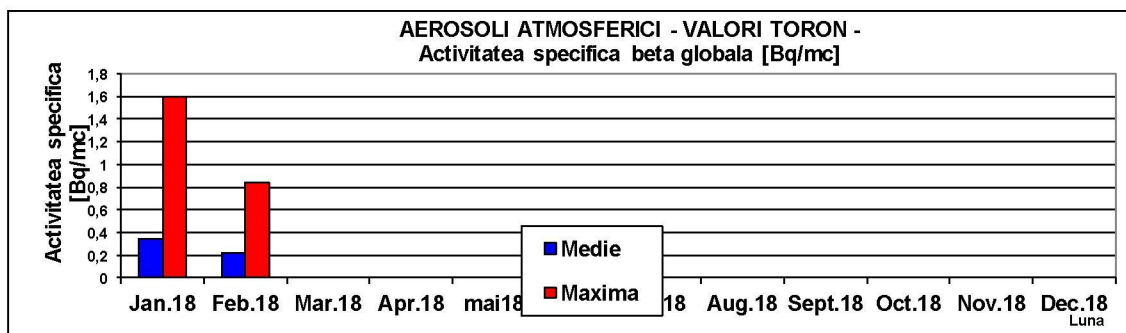 AEROSOLI ATMOSFERICI - VALORI TORON -
Activitatea specifica beta globala [Bq/mc]
Activitatea specifica
[Bq/mc]
1,8
1,6
1,4
1,2
1
0,8
0,6
0,4
0,2
0
Medie
Maxima
Jan.18 Feb.18 Mar.18 Apr.18 mai18 .18 Aug.18 Sept.18 Oct.18 Nov.18 Dec.18
Luna